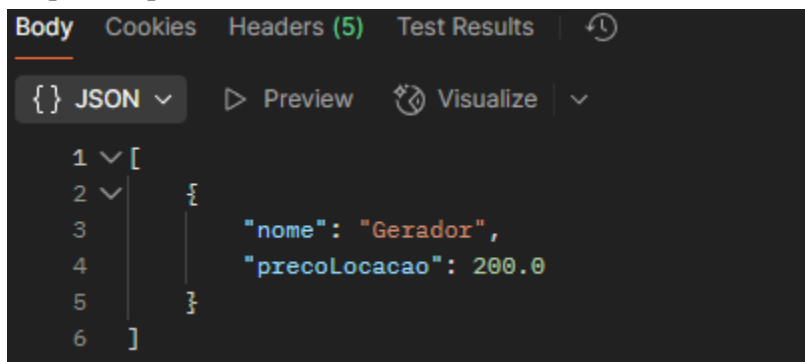 Body Cookies Headers (5) Test Results
{} JSON Preview Visualize
1 [
2 {
3 "nome": "Gerador",
4 "precoLocacao": 200.0
5 }
6 ]